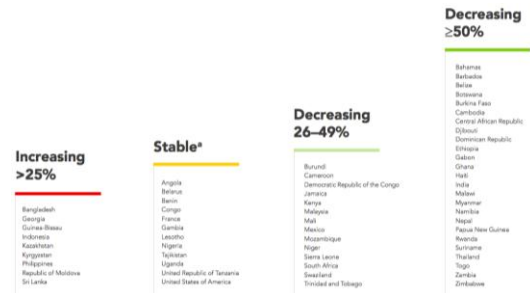 Increasing
>25%
Bangladesh
Georgia
Guinea-Bissau
Indonesia
Kazakhstan
Kyrgyzstan
Philippines
Republic of Moldova
Sri Lanka
Stableᵃ
Angola
Belarus
Benin
Congo
France
Gambia
Lesotho
Nigeria
Tajikistan
Uganda
United Republic of Tanzania
United States of America
Decreasing
26–49%
Burundi
Cameroon
Democratic Republic of the Congo
Jamaica
Kenya
Malaysia
Mali
Mexico
Mozambique
Niger
Sierra Leone
South Africa
Swaziland
Trinidad and Tobago
Decreasing
≥50%
Bahamas
Barbados
Belize
Botswana
Burkina Faso
Cambodia
Central African Republic
Djibouti
Dominican Republic
Ethiopia
Gabon
Ghana
Haiti
India
Malawi
Myanmar
Namibia
Nepal
Papua New Guinea
Rwanda
Suriname
Thailand
Togo
Zambia
Zimbabwe